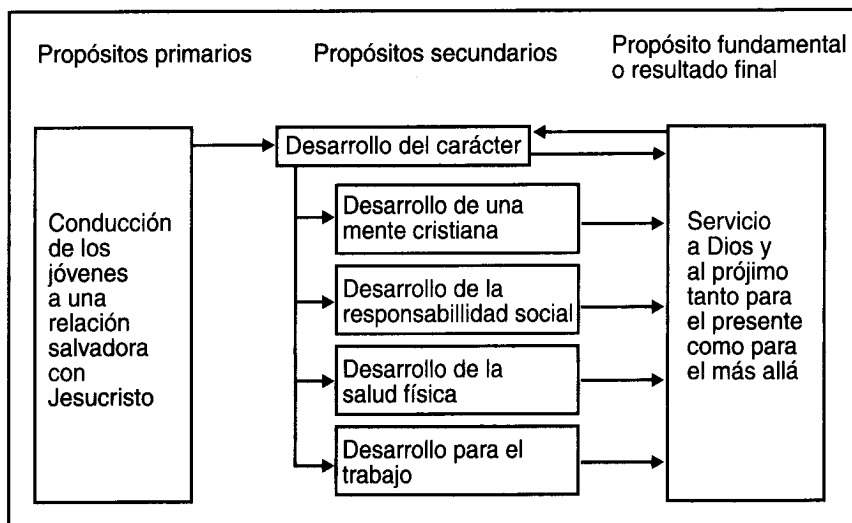 Propósitos primarios
Propósitos secundarios
Propósito fundamental
o resultado final
Conducción
de los
jóvenes
a una
relación
salvadora
con
Jesucristo
Desarrollo del carácter
Desarrollo de una
mente cristiana
Desarrollo de la
responsabillidad social
Desarrollo de la
salud física
Desarrollo para el
trabajo
Servicio
a Dios y
al prójimo
tanto para
el presente
como para
el más allá